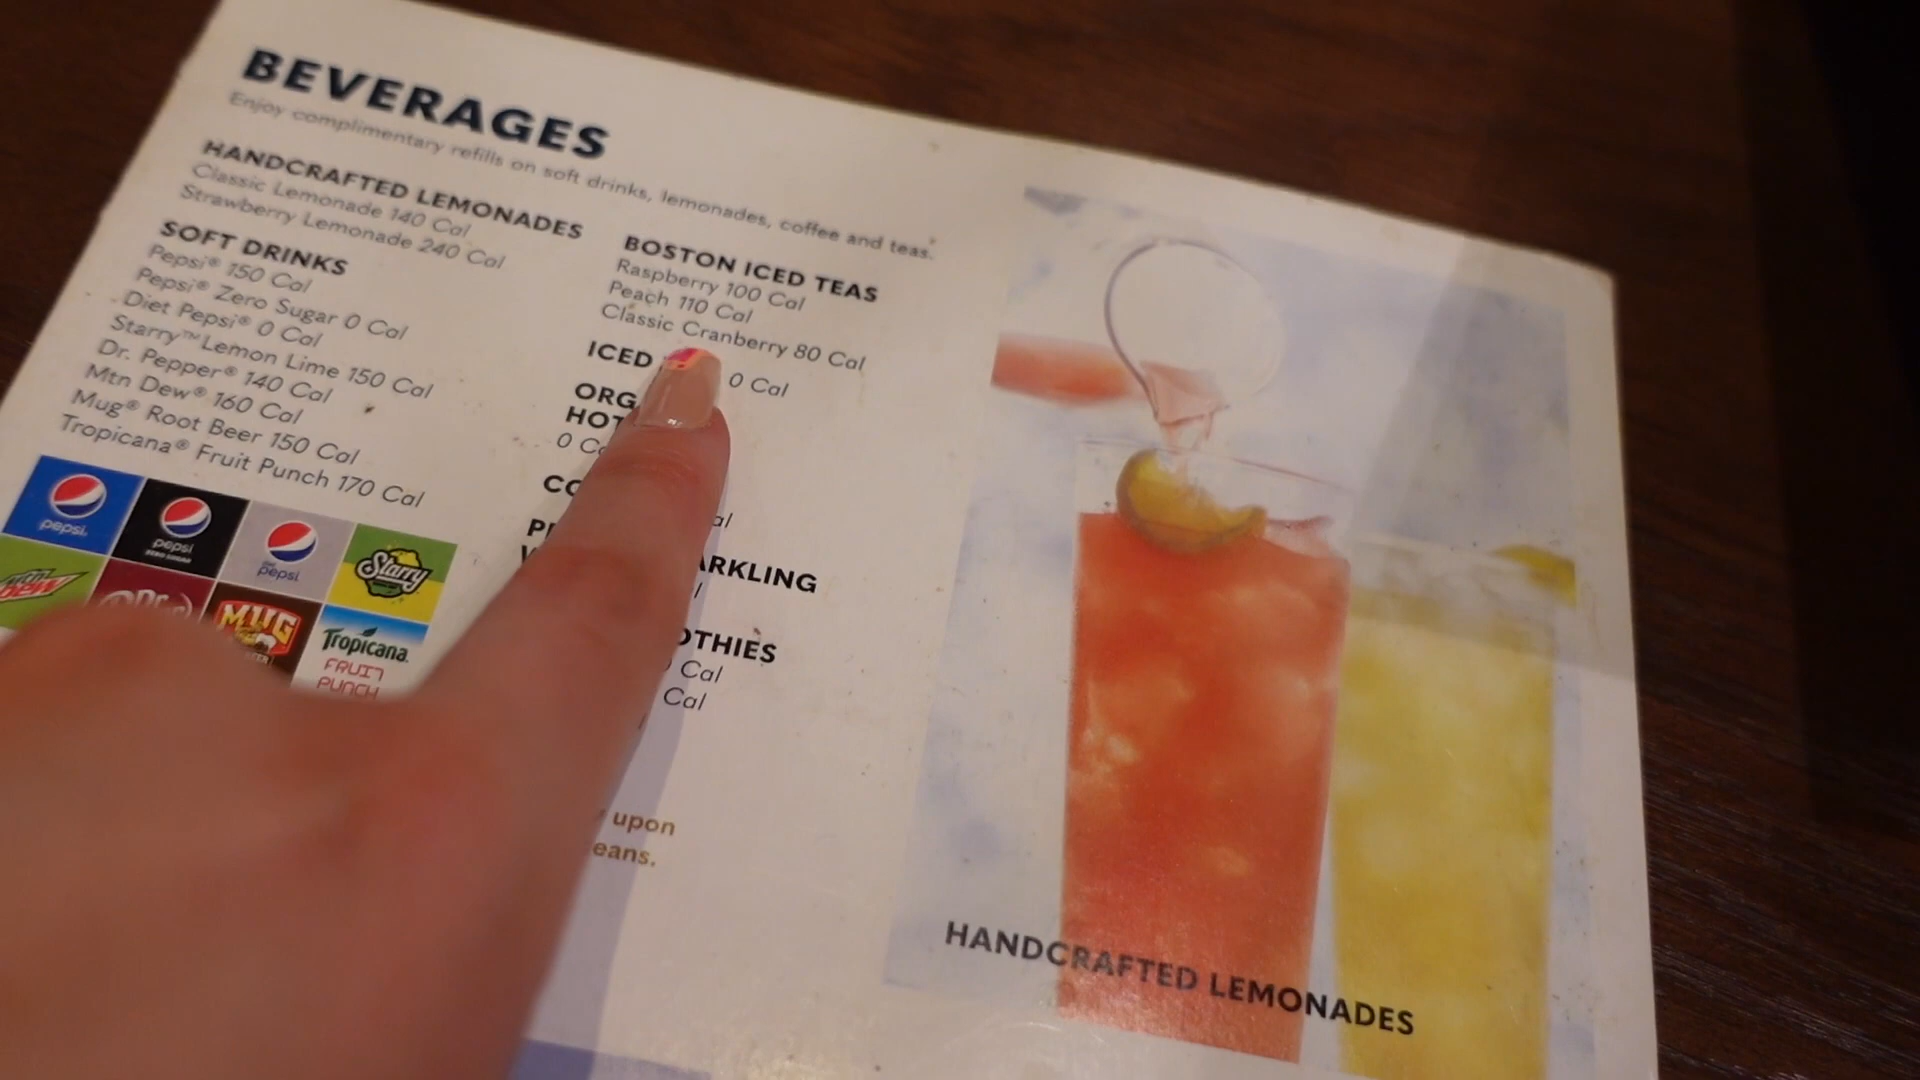 BEVERAGES
Enjoy complimentary refills on soft drinks, lemonades, coffee and teas.
HANDCRAFTED LEMONADES
Classic Lemonade 140 Cal
Strawberry Lemonade 240 Cal
SOFT DRINKS
Pepsi® 150 Cal
Pepsi® Zero Sugar 0 Cal
Diet Pepsi® 0 Cal
Starry™ Lemon Lime 150 Cal
Dr. Pepper® 140 Cal
Mtn Dew® 160 Cal
Mug® Root Beer 150 Cal
Tropicana® Fruit Punch 170 Cal
pepsi.
pepsi
ZERO SUGAR
pepsi
Starry
MUG
Tropicana.
FRUIT
PUNCH
BOSTON ICED TEAS
Raspberry 100 Cal
Peach 110 Cal
Classic Cranberry 80 Cal
ICED 0 Cal
HOT
Cal
Cal
upon
HANDCRAFTED LEMONADES